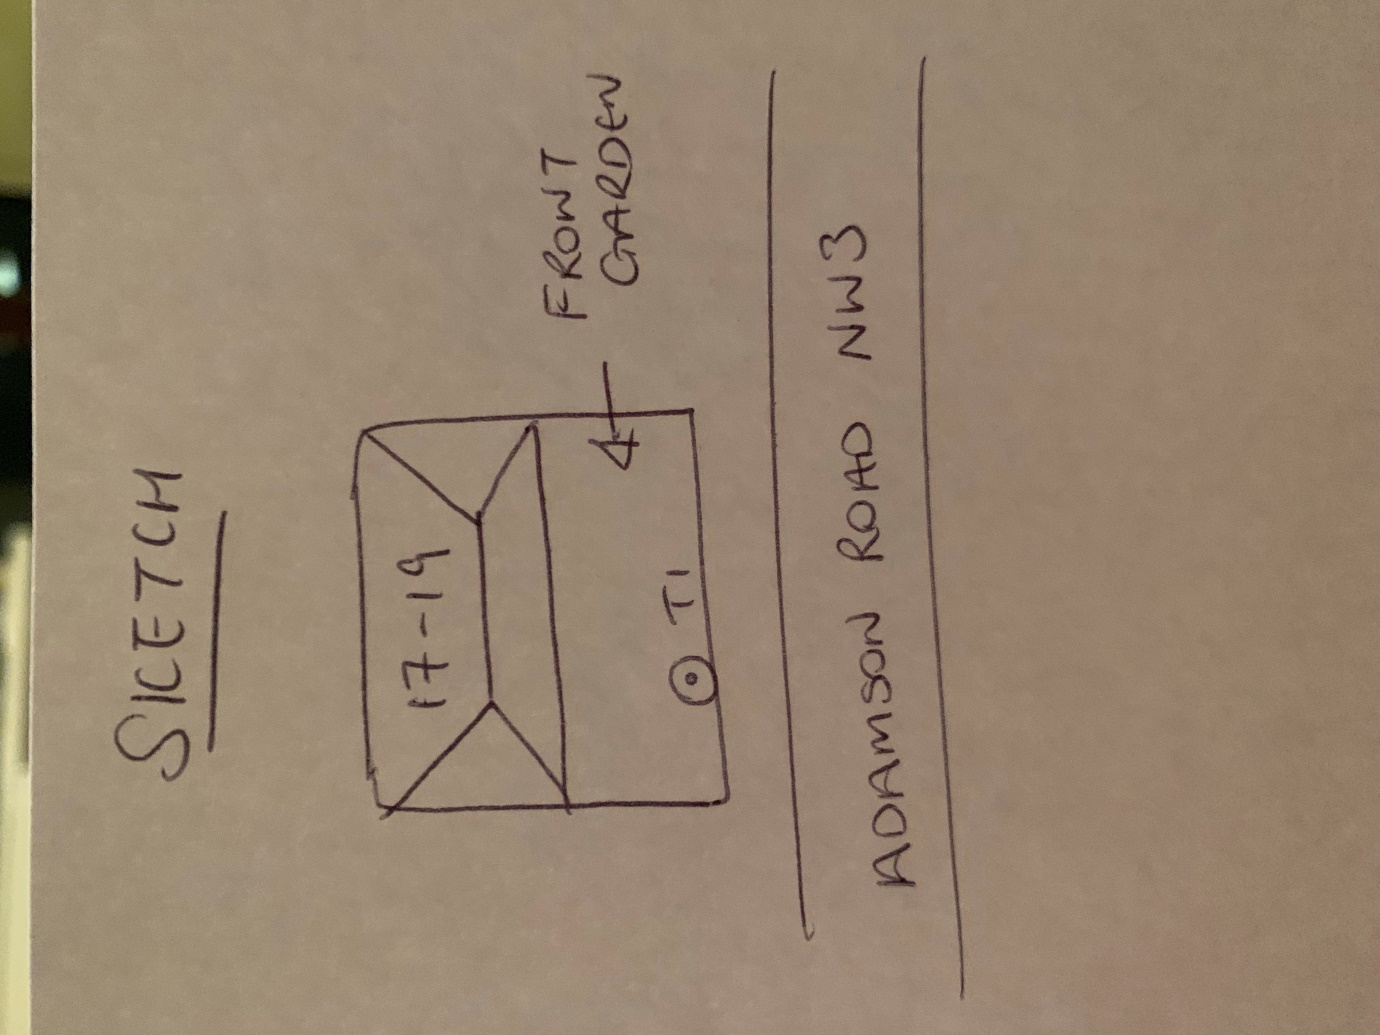 SKETCH
17-19
FRONT
GARDEN
T1
ADAMSON ROAD NW3